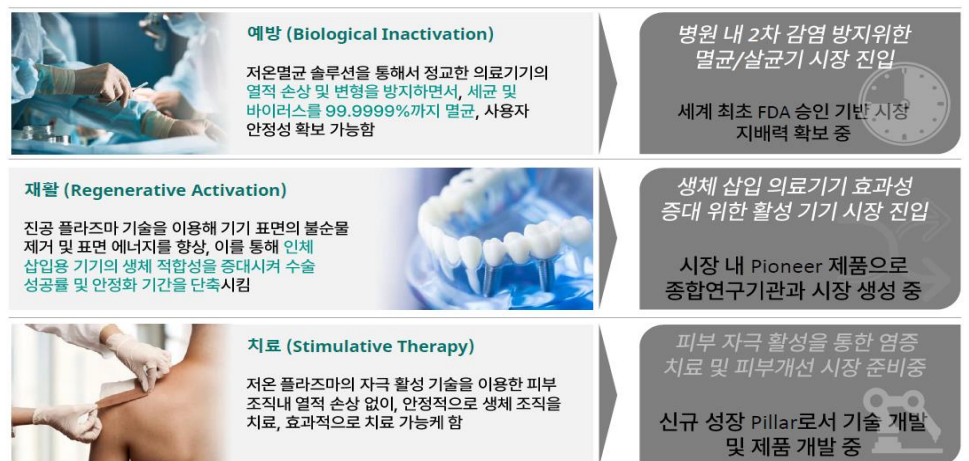 예방 (Biological Inactivation)
저온멸균 솔루션을 통해서 정교한 의료기기의
열적 손상 및 변형을 방지하면서, 세균 및
바이러스를 99.9999%까지 멸균, 사용자
안정성 확보 가능함
병원 내 2차 감염 방지위한
멸균/살균기 시장 진입
세계 최초 FDA 승인 기반 시장
지배력 확보 중
재활 (Regenerative Activation)
진공 플라즈마 기술을 이용해 기기 표면의 불순물
제거 및 표면 에너지를 향상, 이를 통해 인체
삽입용 기기의 생체 적합성을 증대시켜 수술
성공률 및 안정화 기간을 단축시킴
생체 삽입 의료기기 효과성
증대 위한 활성 기기 시장 진입
시장 내 Pioneer 제품으로
종합연구기관과 시장 생성 중
치료 (Stimulative Therapy)
저온 플라즈마의 자극 활성 기술을 이용한 피부
조직내 열적 손상 없이, 안정적으로 생체 조직을
치료, 효과적으로 치료 가능케 함
피부 자극 활성을 통한 염증
치료 및 피부개선 시장 준비중
신규 성장 Pillar로서 기술 개발
및 제품 개발 중